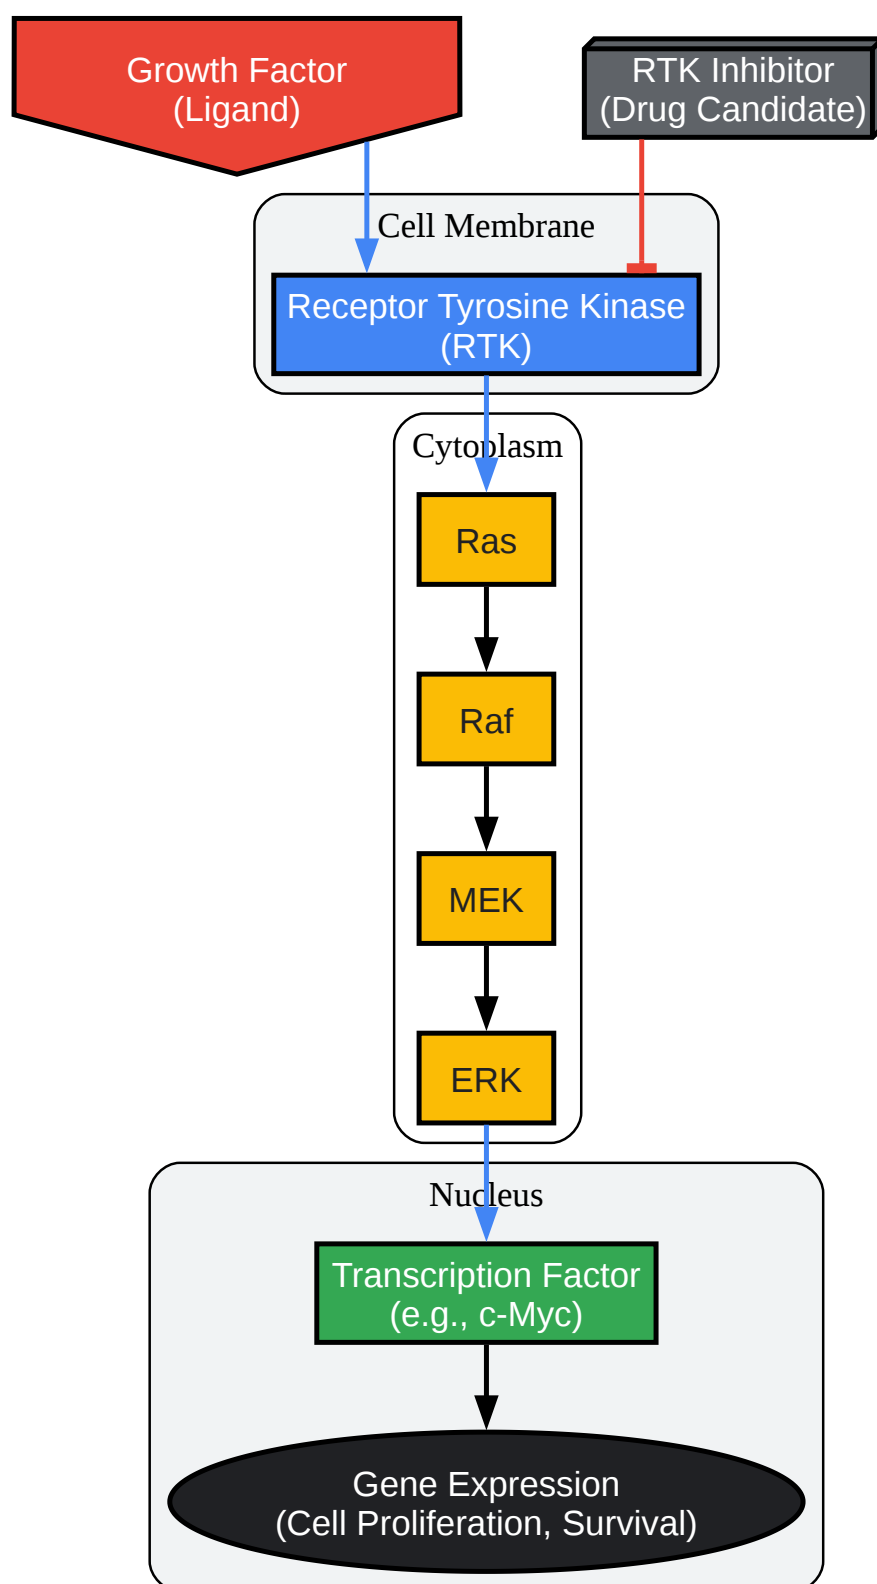 Growth Factor
(Ligand)
RTK Inhibitor
(Drug Candidate)
Cell Membrane
Receptor Tyrosine Kinase
(RTK)
Cytoplasm
Ras
Raf
MEK
ERK
Nucleus
Transcription Factor
(e.g., c-Myc)
Gene Expression
(Cell Proliferation, Survival)